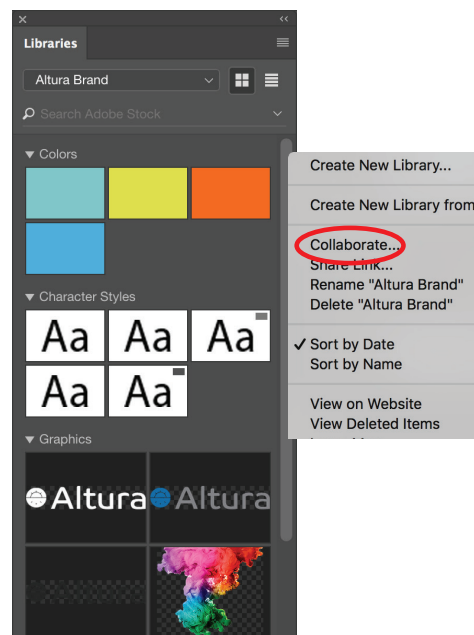 Libraries
Altura Brand
Search Adobe Stock
Colors
Character Styles
Aa Aa Aa
Aa Aa
Graphics
Altura Altura
Create New Library...
Create New Library from
Collaborate...
Share Link...
Rename "Altura Brand"
Delete "Altura Brand"
✓ Sort by Date
Sort by Name
View on Website
View Deleted Items